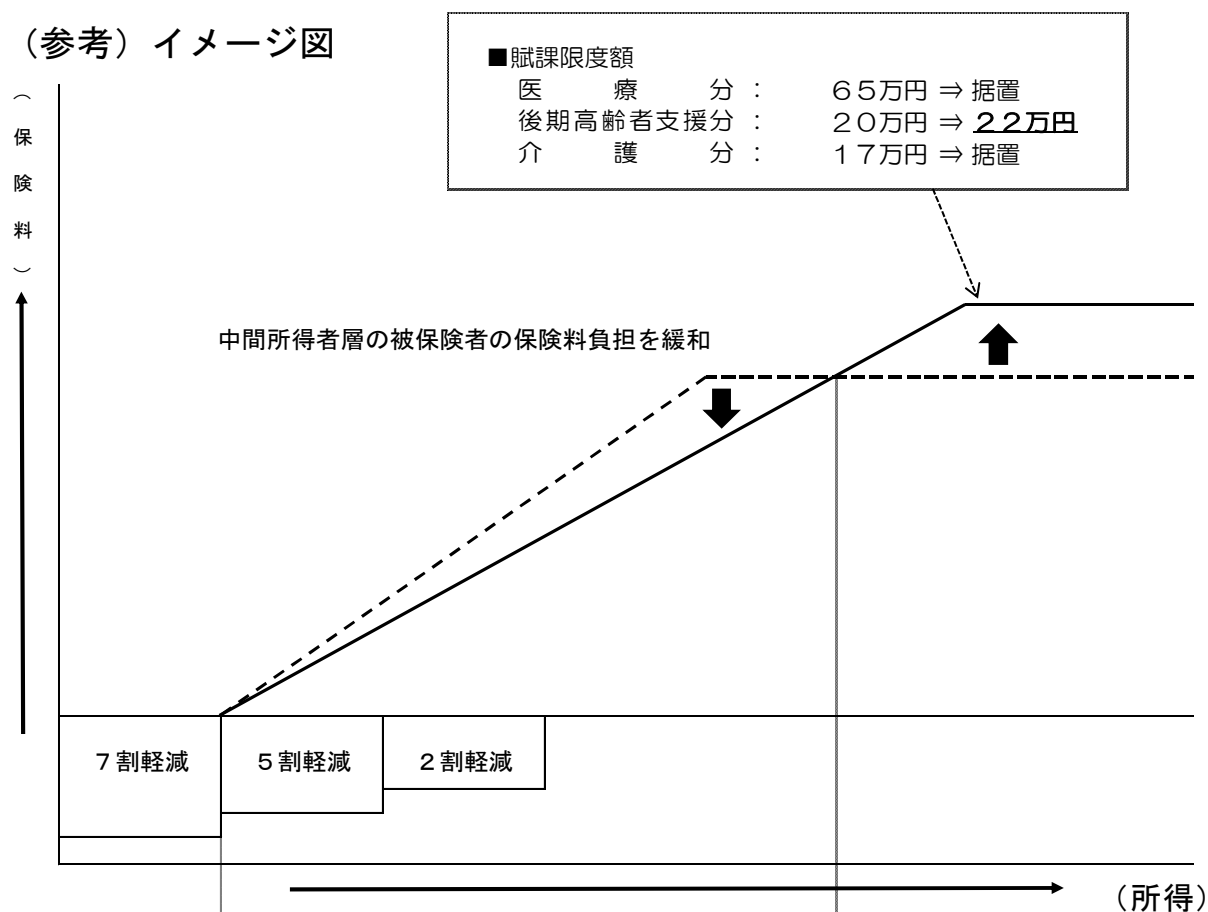 （参考）イメージ図
■賦課限度額
医療分： ６５万円 ⇒ 据置
後期高齢者支援分： ２０万円 ⇒ ２２万円
介護分： １７万円 ⇒ 据置
（保険料）
中間所得者層の被保険者の保険料負担を緩和
７割軽減 ５割軽減 ２割軽減
（所得）